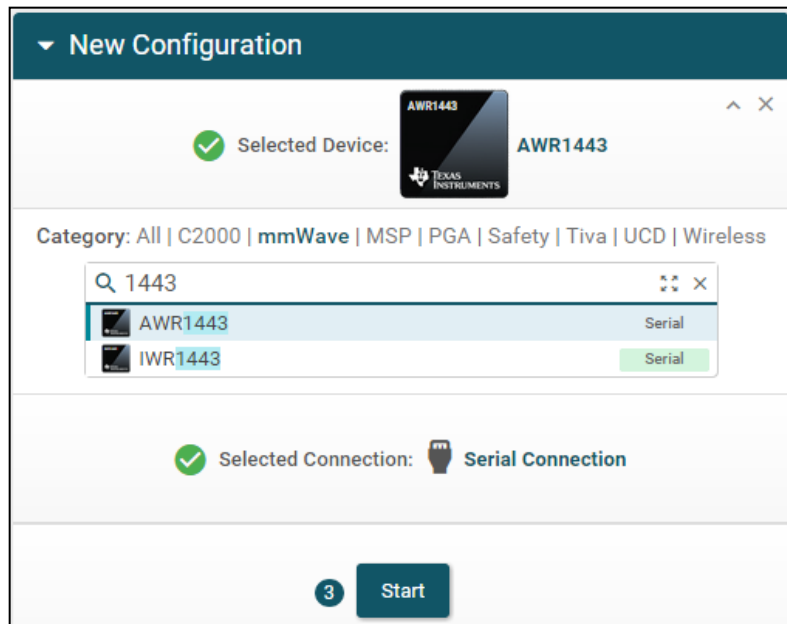 New Configuration
AWR1443
Selected Device:
TEXAS
INSTRUMENTS
AWR1443
Category: All | C2000 | mmWave | MSP | PGA | Safety | Tiva | UCD | Wireless
1443
AWR1443 Serial
IWR1443 Serial
Selected Connection: Serial Connection
3 Start